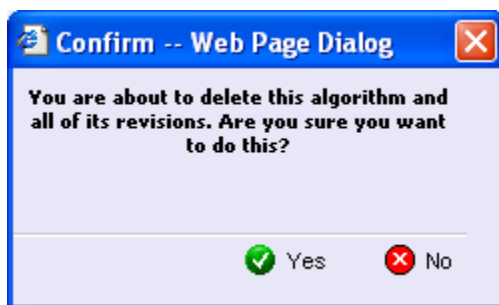 Confirm -- Web Page Dialog
You are about to delete this algorithm and
all of its revisions. Are you sure you want
to do this?
Yes No